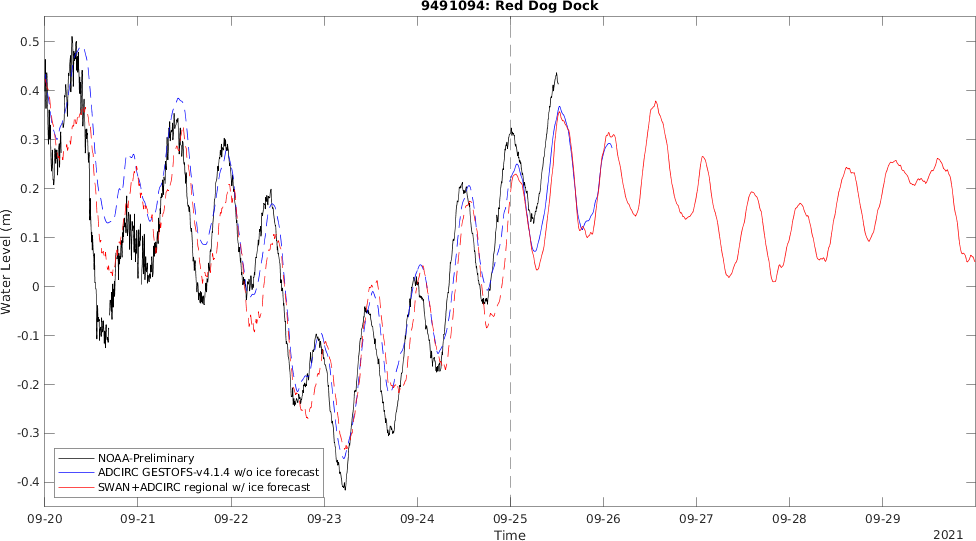 9491094: Red Dog Dock
Water Level (m)
0.5
0.4
0.3
0.2
0.1
0
-0.1
-0.2
-0.3
-0.4
NOAA-Preliminary
ADCIRC GESTOFS-v4.1.4 w/o ice forecast
SWAN+ADCIRC regional w/ ice forecast
09-20 09-21 09-22 09-23 09-24 09-25 09-26 09-27 09-28 09-29
Time
2021